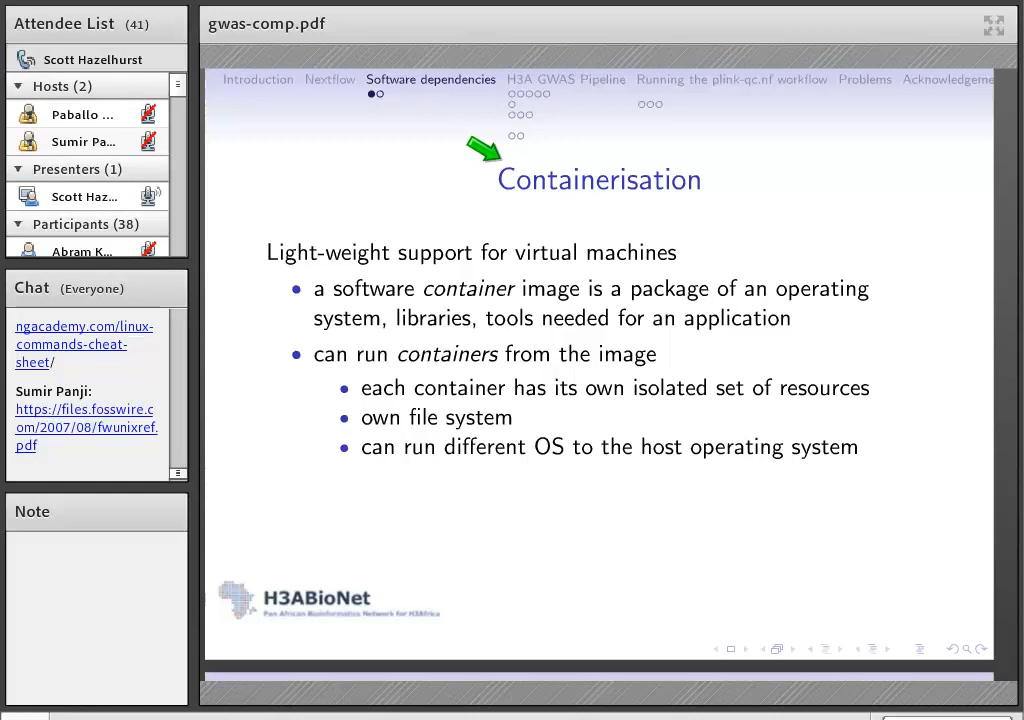 Attendee List (41)
Scott Hazelhurst
Hosts (2)
Paballo ...
Sumir Pa...
Presenters (1)
Scott Haz...
Participants (38)
Abram K...
Chat (Everyone)
ngacademy.com/linux-
commands-cheat-
sheet/
Sumir Panji:
https://files.fosswire.c
om/2007/08/fwunixref.
pdf
Note
gwas-comp.pdf
Introduction Nextflow Software dependencies H3A GWAS Pipeline Running the plink-qc.nf workflow Problems Acknowledgeme
Containerisation
Light-weight support for virtual machines
• a software container image is a package of an operating
system, libraries, tools needed for an application
• can run containers from the image
• each container has its own isolated set of resources
• own file system
• can run different OS to the host operating system
H3ABioNet
Pan African Bioinformatics Network for H3Africa